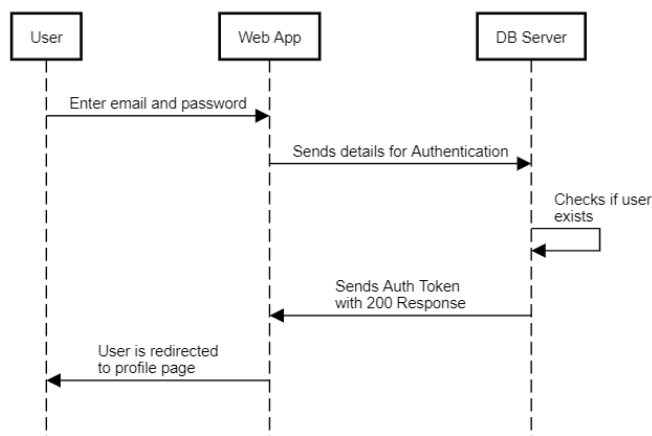 User
Web App
DB Server
Enter email and password
Sends details for Authentication
Checks if user
exists
Sends Auth Token
with 200 Response
User is redirected
to profile page